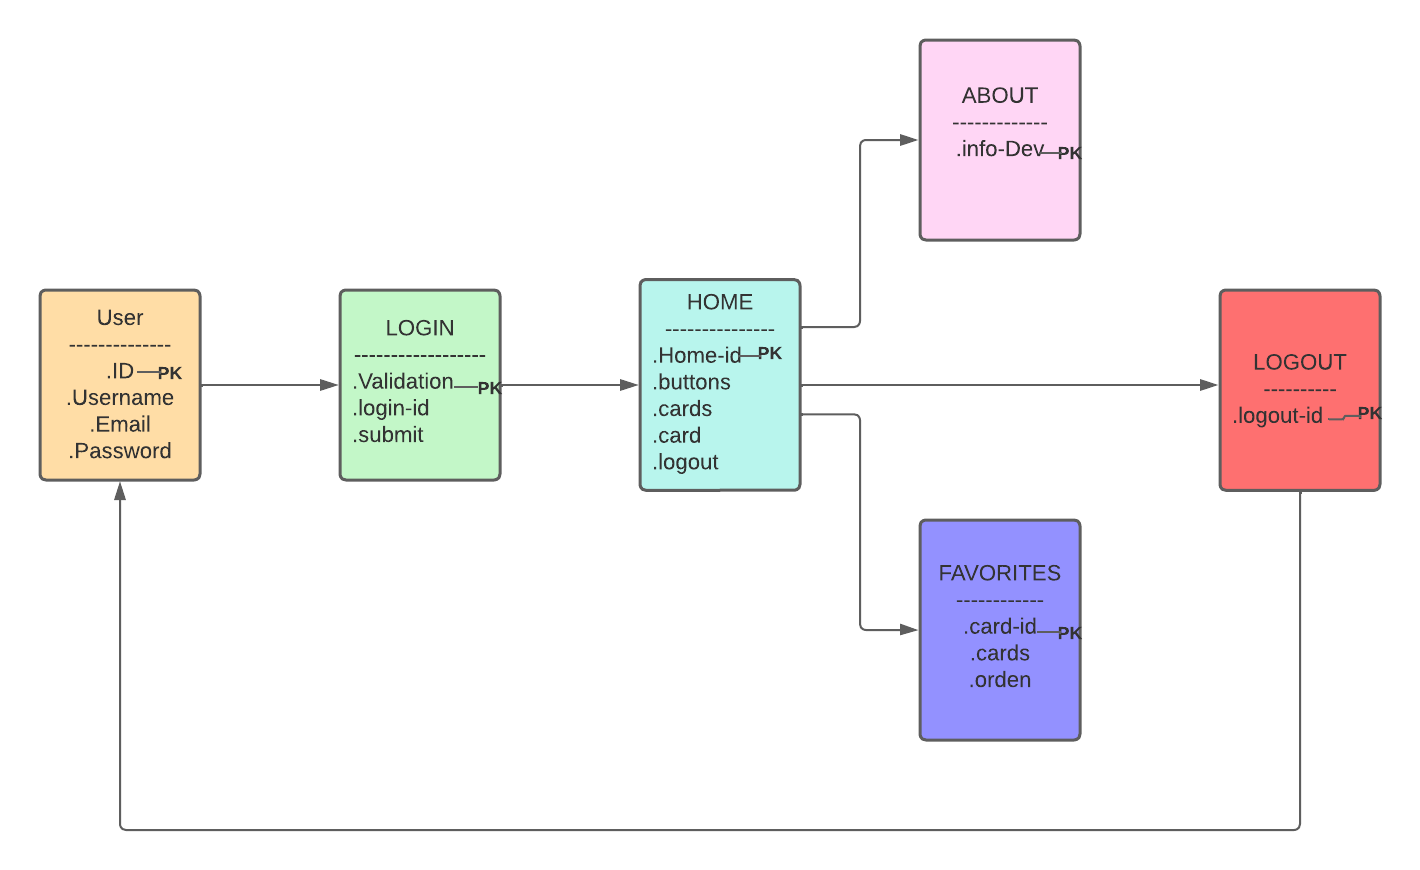 User
--------------
.ID PK
.Username
.Email
.Password
LOGIN
------------------
.Validation PK
.login-id
.submit
HOME
---------------
.Home-id PK
.buttons
.cards
.card
.logout
ABOUT
-------------
.info-Dev PK
FAVORITES
------------
.card-id PK
.cards
.orden
LOGOUT
----------
.logout-id PK